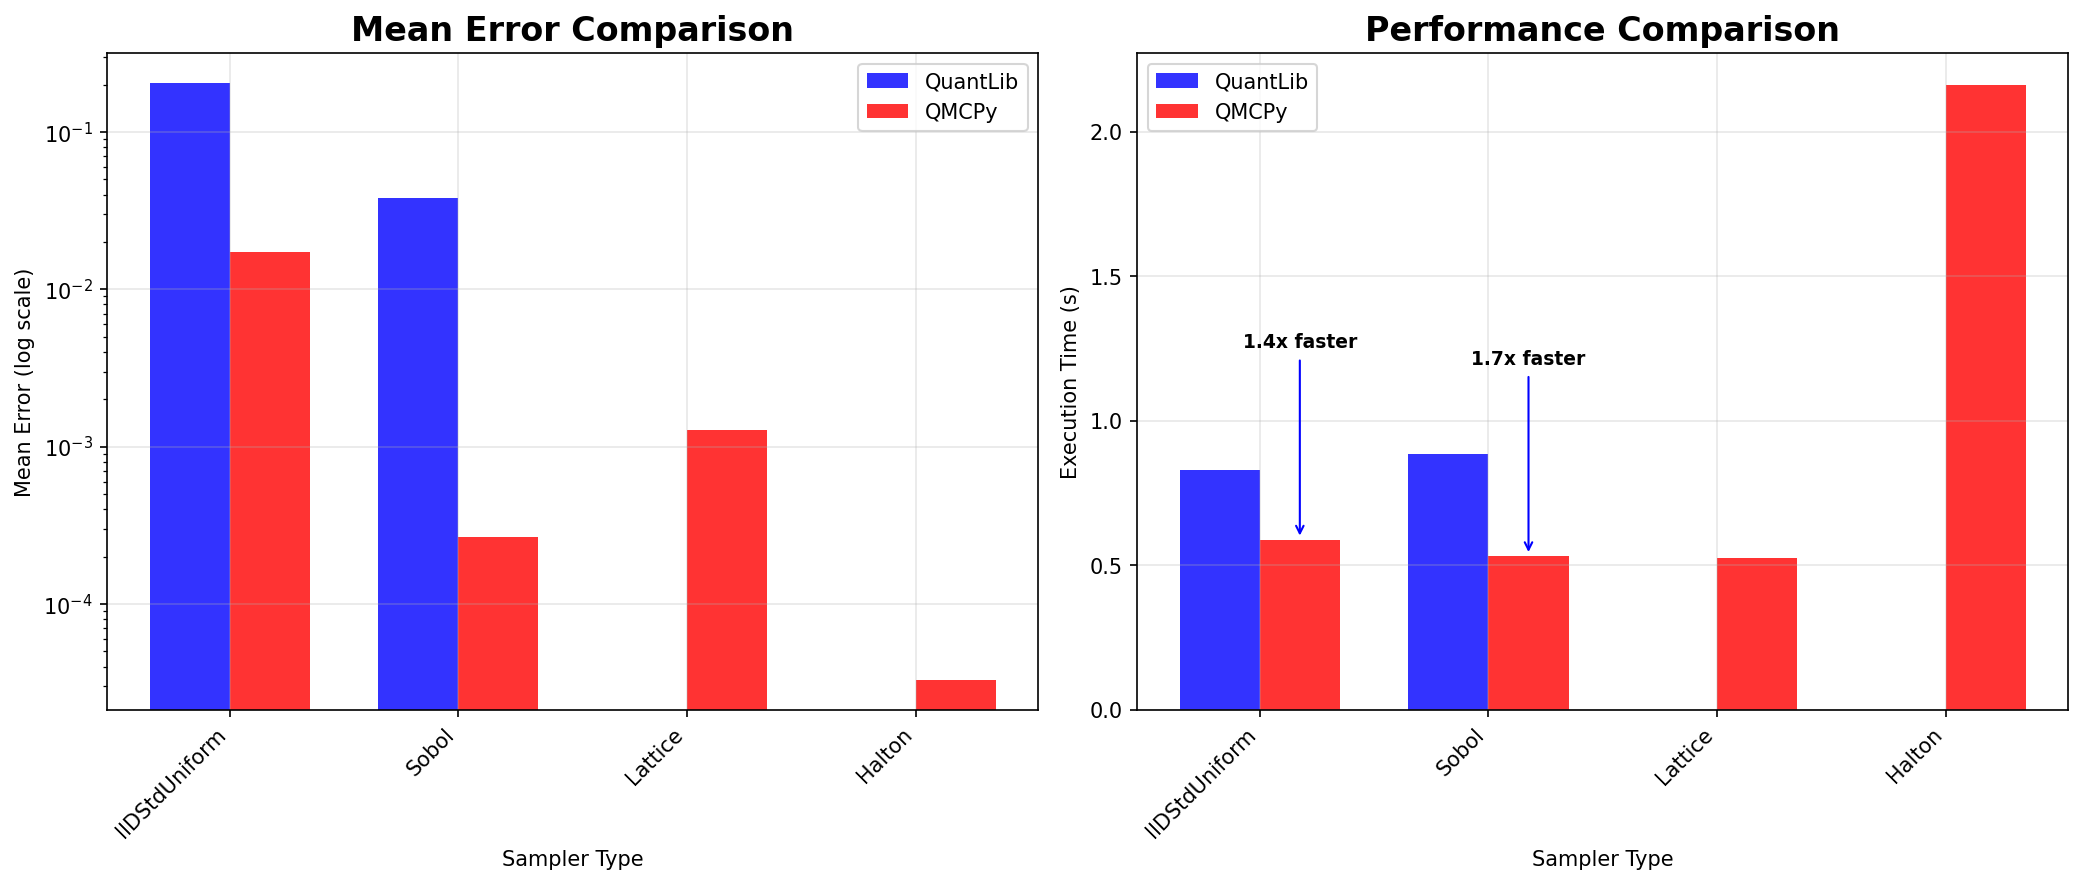 Mean Error Comparison
QuantLib
QMCPy
10⁻¹
10⁻²
10⁻³
10⁻⁴
Mean Error (log scale)
IIDStdUniform
Sobol
Lattice
Halton
Sampler Type
Performance Comparison
QuantLib
QMCPy
2.0
1.5
1.0
0.5
0.0
Execution Time (s)
1.4x faster
1.7x faster
IIDStdUniform
Sobol
Lattice
Halton
Sampler Type